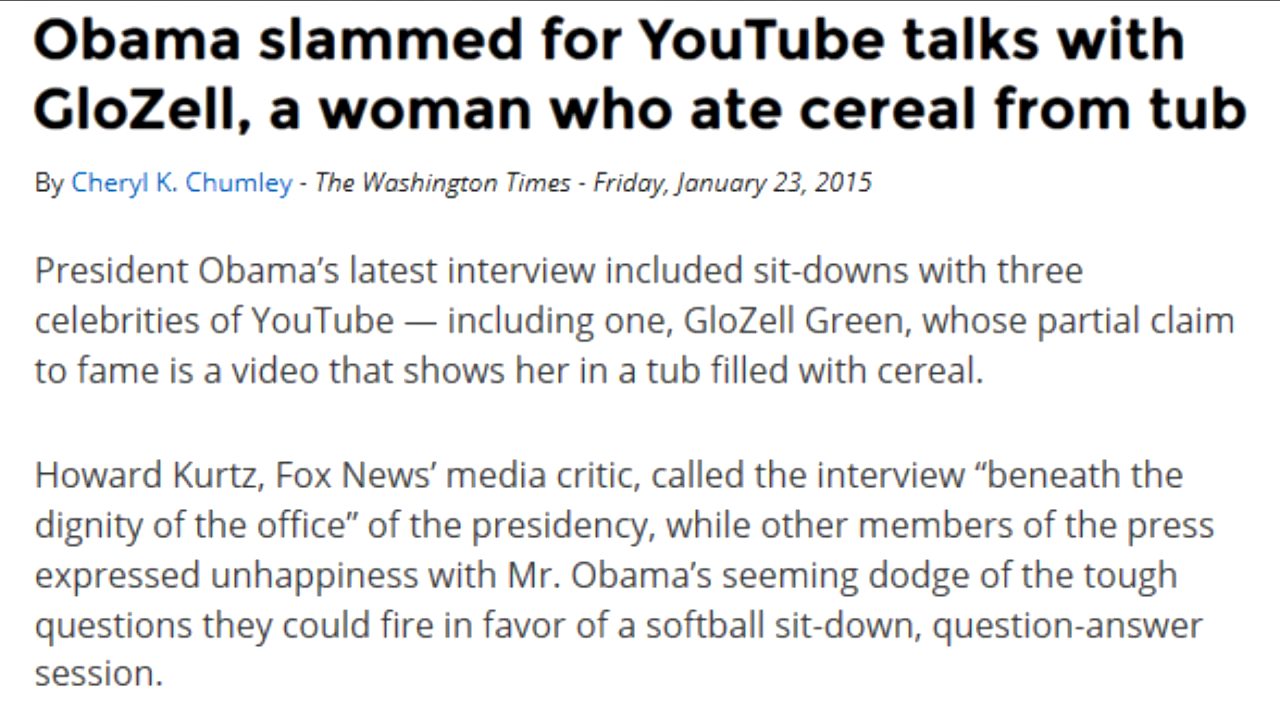 Obama slammed for YouTube talks with
GloZell, a woman who ate cereal from tub
By Cheryl K. Chumley - The Washington Times - Friday, January 23, 2015
President Obama’s latest interview included sit-downs with three
celebrities of YouTube — including one, GloZell Green, whose partial claim
to fame is a video that shows her in a tub filled with cereal.
Howard Kurtz, Fox News’ media critic, called the interview “beneath the
dignity of the office” of the presidency, while other members of the press
expressed unhappiness with Mr. Obama’s seeming dodge of the tough
questions they could fire in favor of a softball sit-down, question-answer
session.